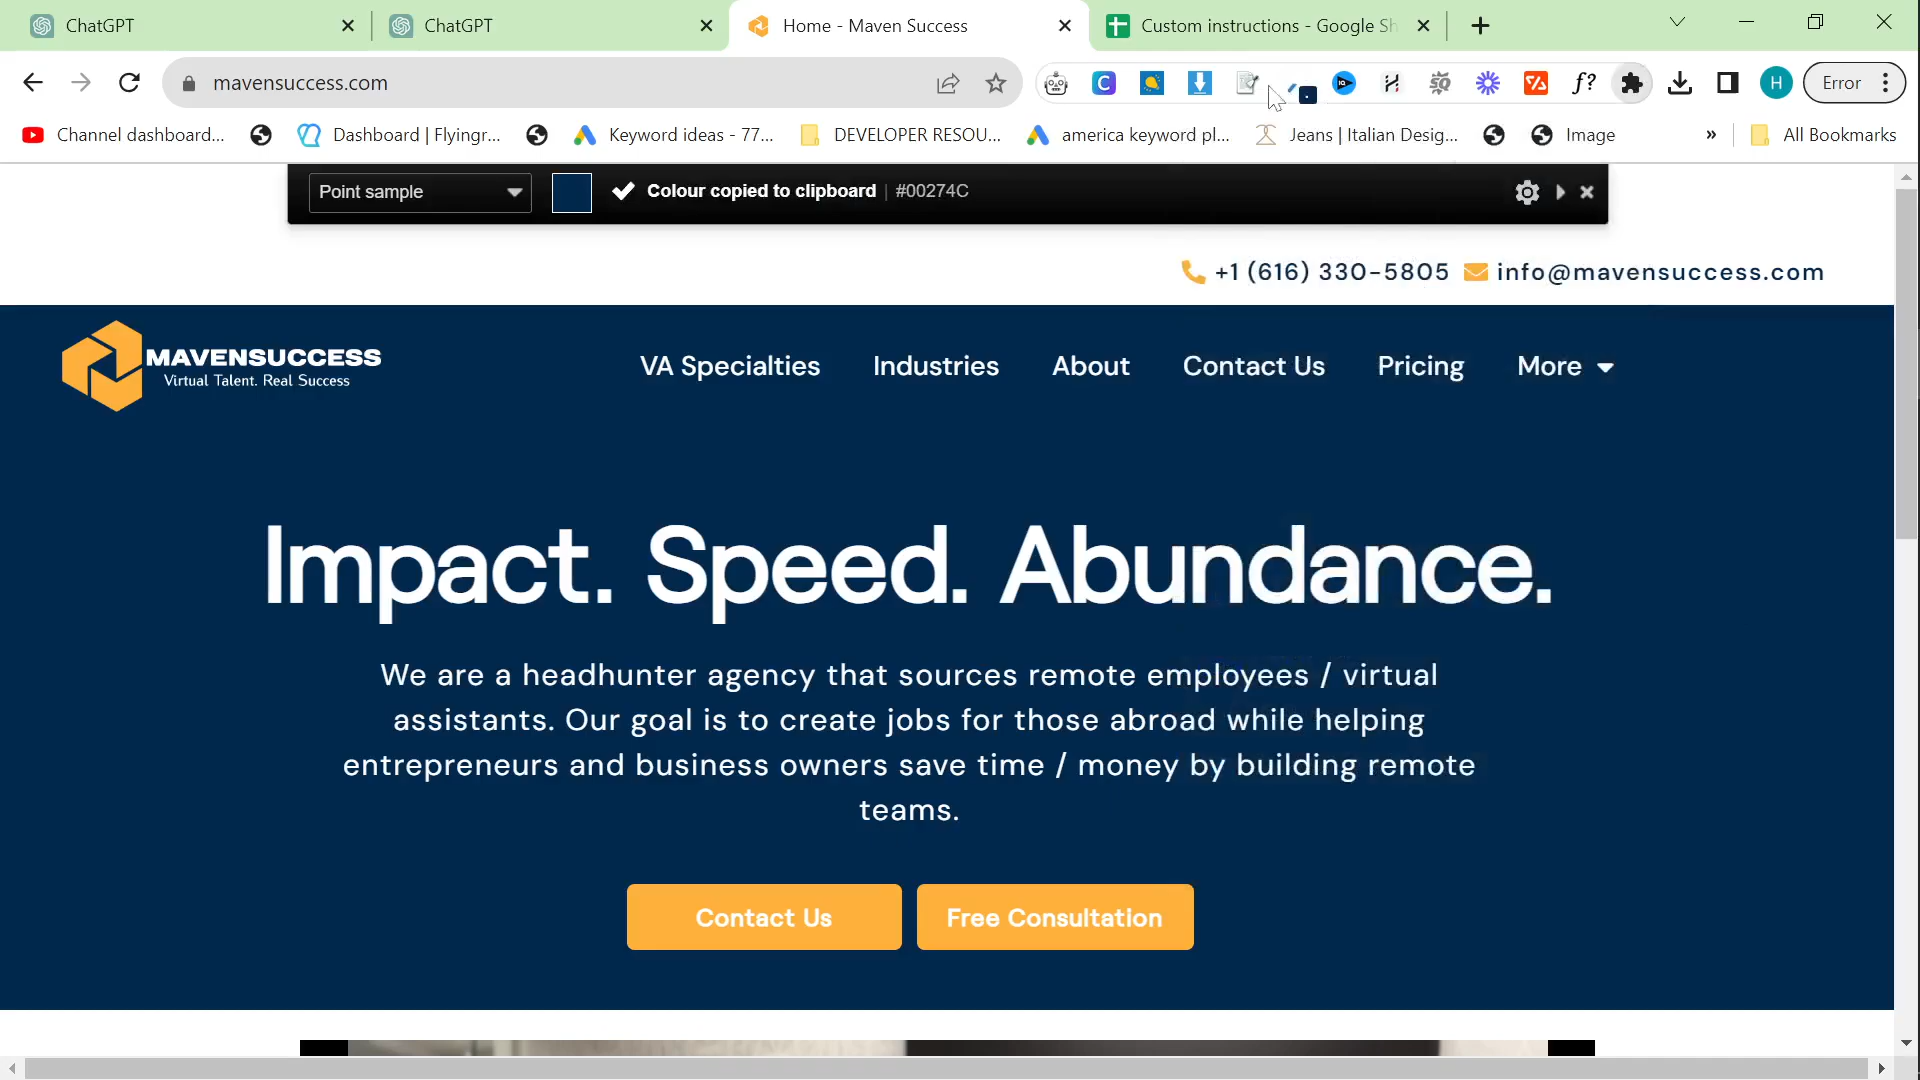 ChatGPT
ChatGPT
Home - Maven Success
Custom instructions - Google Sh
mavensuccess.com
f?
H
Error
Channel dashboard...
Dashboard | Flyingr...
Keyword ideas - 77...
DEVELOPER RESOU...
america keyword pl...
Jeans | Italian Desig...
Image
»
All Bookmarks
Point sample
Colour copied to clipboard | #00274C
+1 (616) 330-5805
info@mavensuccess.com
MAVENSUCCESS
Virtual Talent. Real Success
VA Specialties
Industries
About
Contact Us
Pricing
More
Impact. Speed. Abundance.
We are a headhunter agency that sources remote employees / virtual
assistants. Our goal is to create jobs for those abroad while helping
entrepreneurs and business owners save time / money by building remote
teams.
Contact Us
Free Consultation